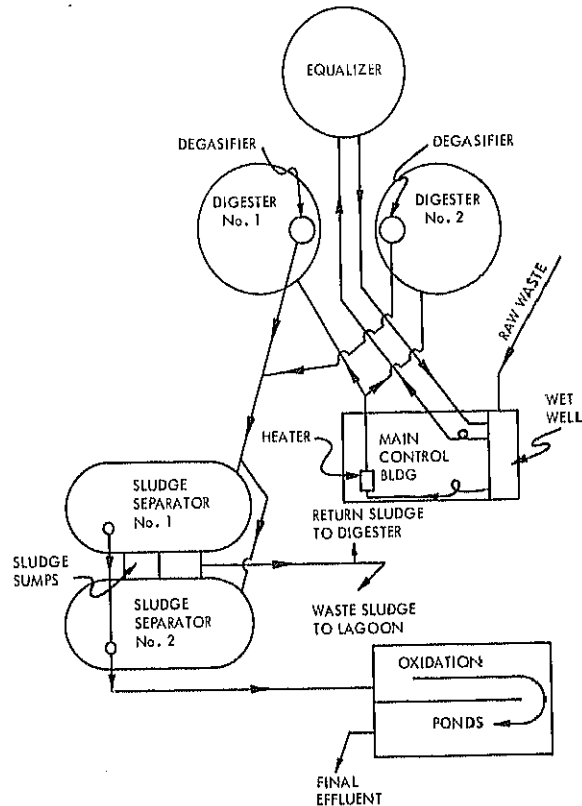 EQUALIZER
DEGASIFIER
DEGASIFIER
DIGESTER
No. 1
DIGESTER
No. 2
RAW WASTE
WET
WELL
HEATER
MAIN
CONTROL
BLDG
SLUDGE
SEPARATOR
No. 1
RETURN SLUDGE
TO DIGESTER
SLUDGE
SUMPS
SLUDGE
SEPARATOR
No. 2
WASTE SLUDGE
TO LAGOON
OXIDATION
PONDS
FINAL
EFFLUENT